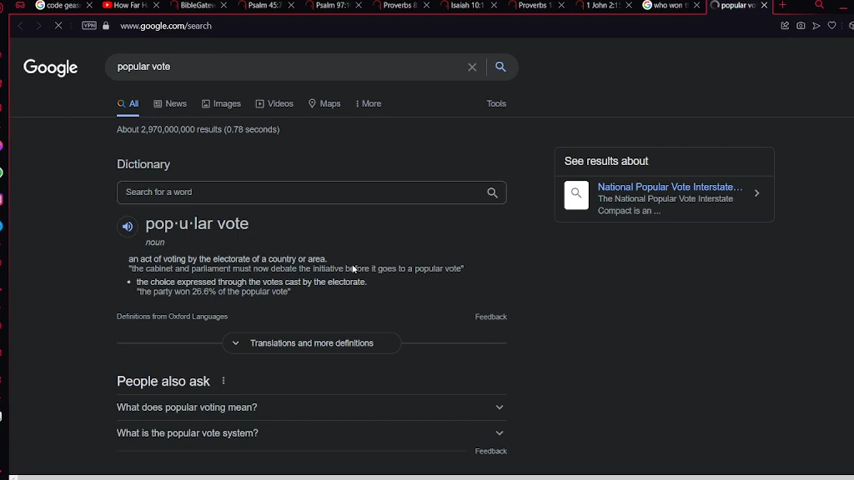 code geas
How Far H
BibleGatew
Psalm 45:7
Psalm 97:1
Proverbs 8
Isaiah 10:1
Proverbs 1
1 John 2:1
who won t
popular vo
VPN
www.google.com/search
Google
popular vote
All
News
Images
Videos
Maps
More
Tools
About 2,970,000,000 results (0.78 seconds)
Dictionary
Search for a word
pop·u·lar vote
noun
an act of voting by the electorate of a country or area.
"the cabinet and parliament must now debate the initiative before it goes to a popular vote"
• the choice expressed through the votes cast by the electorate.
"the party won 26.6% of the popular vote"
Definitions from Oxford Languages
Feedback
Translations and more definitions
People also ask
What does popular voting mean?
What is the popular vote system?
Feedback
See results about
National Popular Vote Interstate...
The National Popular Vote Interstate
Compact is an ...